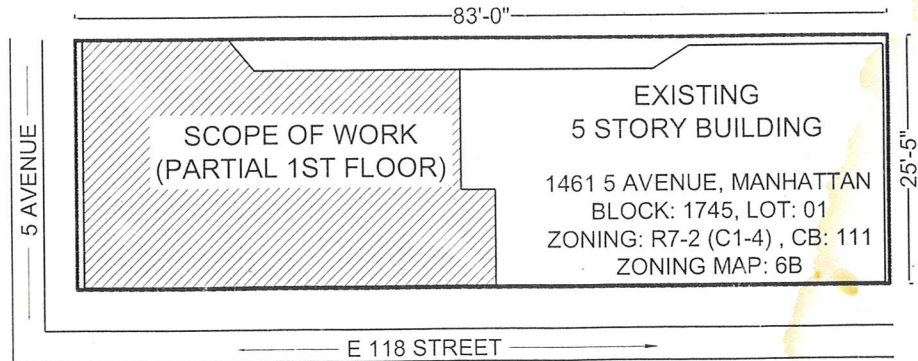 83'-0"
5 AVENUE
SCOPE OF WORK
(PARTIAL 1ST FLOOR)
EXISTING
5 STORY BUILDING
1461 5 AVENUE, MANHATTAN
BLOCK: 1745, LOT: 01
ZONING: R7-2 (C1-4) , CB: 111
ZONING MAP: 6B
25'-5"
E 118 STREET